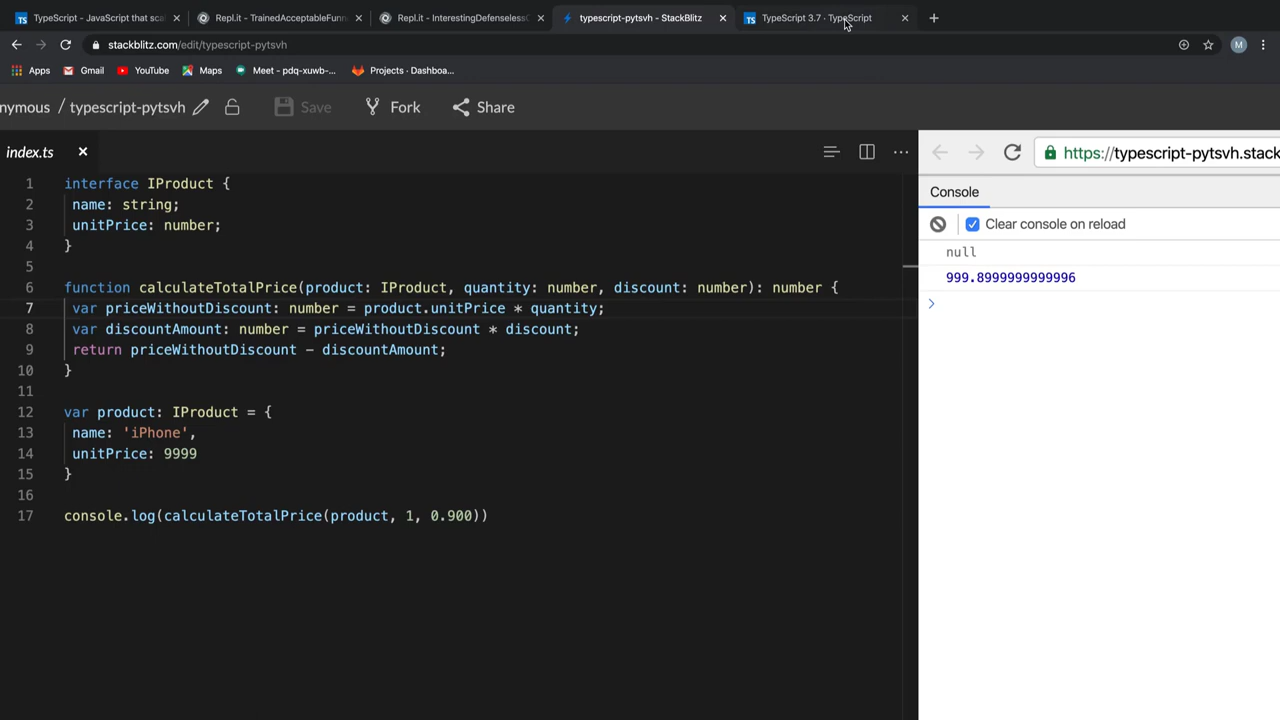 TypeScript - JavaScript that sca
Repl.it - TrainedAcceptableFunn
Repl.it - InterestingDefenseless
typescript-pytsvh - StackBlitz
TypeScript 3.7 · TypeScript
stackblitz.com/edit/typescript-pytsvh
M
Apps
Gmail
YouTube
Maps
Meet - pdq-xuwb-...
Projects · Dashboa...
nymous / typescript-pytsvh
Save
Fork
Share
index.ts
https://typescript-pytsvh.stack
Console
Clear console on reload
null
999.8999999999996
1 interface IProduct {
2 name: string;
3 unitPrice: number;
4 }
5
6 function calculateTotalPrice(product: IProduct, quantity: number, discount: number): number {
7 var priceWithoutDiscount: number = product.unitPrice * quantity;
8 var discountAmount: number = priceWithoutDiscount * discount;
9 return priceWithoutDiscount - discountAmount;
10 }
11
12 var product: IProduct = {
13 name: 'iPhone',
14 unitPrice: 9999
15 }
16
17 console.log(calculateTotalPrice(product, 1, 0.900))